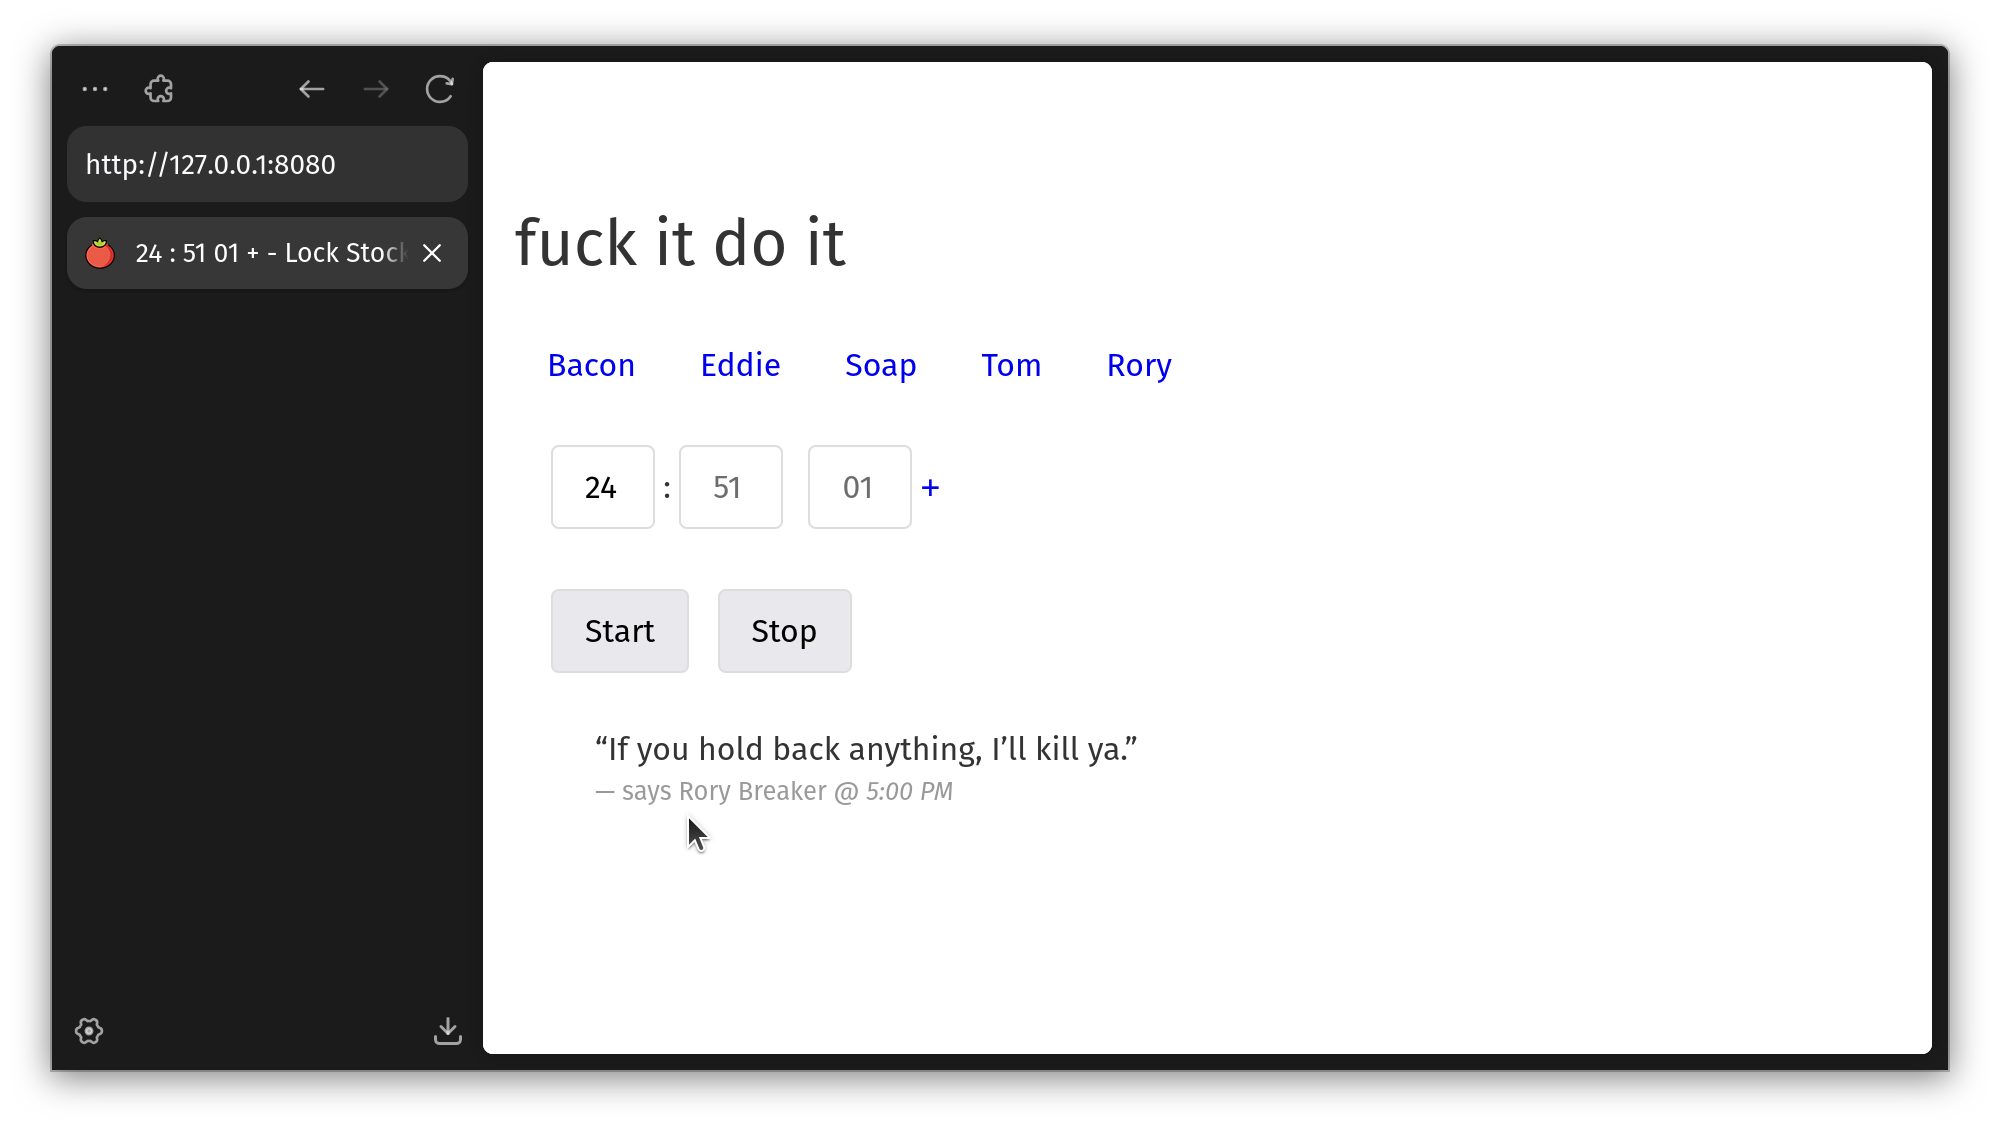 http://127.0.0.1:8080
24 : 51 01 + - Lock Stock
fuck it do it
Bacon Eddie Soap Tom Rory
24 : 51 01 +
Start Stop
“If you hold back anything, I’ll kill ya.”
— says Rory Breaker @ 5:00 PM